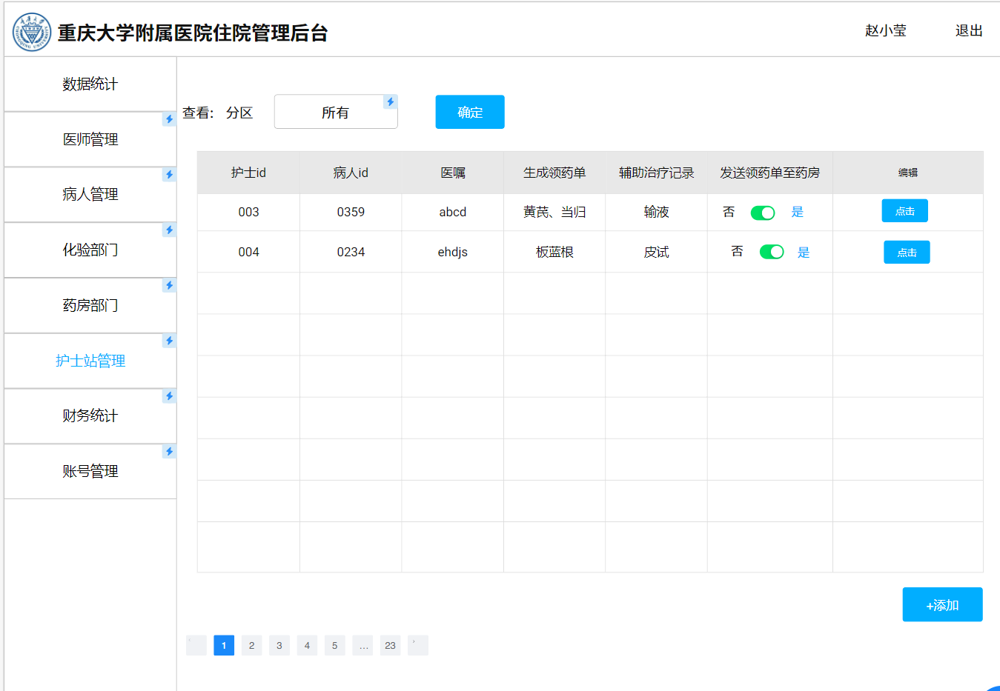 重庆大学附属医院住院管理后台
赵小莹 退出
数据统计
医师管理
病人管理
化验部门
药房部门
护士站管理
财务统计
账号管理
查看: 分区 所有 确定
护士id 病人id 医嘱 生成领药单 辅助治疗记录 发送领药单至药房 编辑
003 0359 abcd 黄芪、当归 输液 否 是 点击
004 0234 ehdjs 板蓝根 皮试 否 是 点击
+添加
‹ 1 2 3 4 5 ... 23 ›